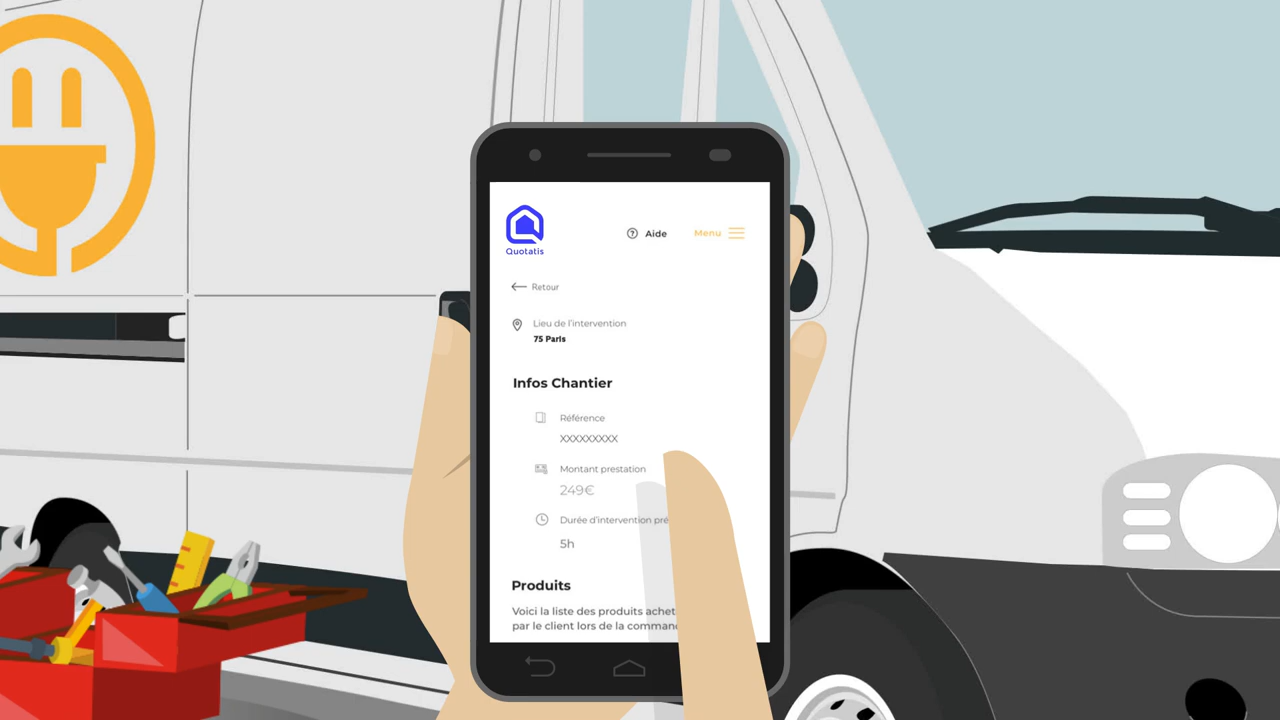 Quotatis
Aide
Menu
Retour
Lieu de l'intervention
75 Paris
Infos Chantier
Référence
XXXXXXXXX
Montant prestation
249€
Durée d'intervention pré
5h
Produits
Voici la liste des produits achet
par le client lors de la comman